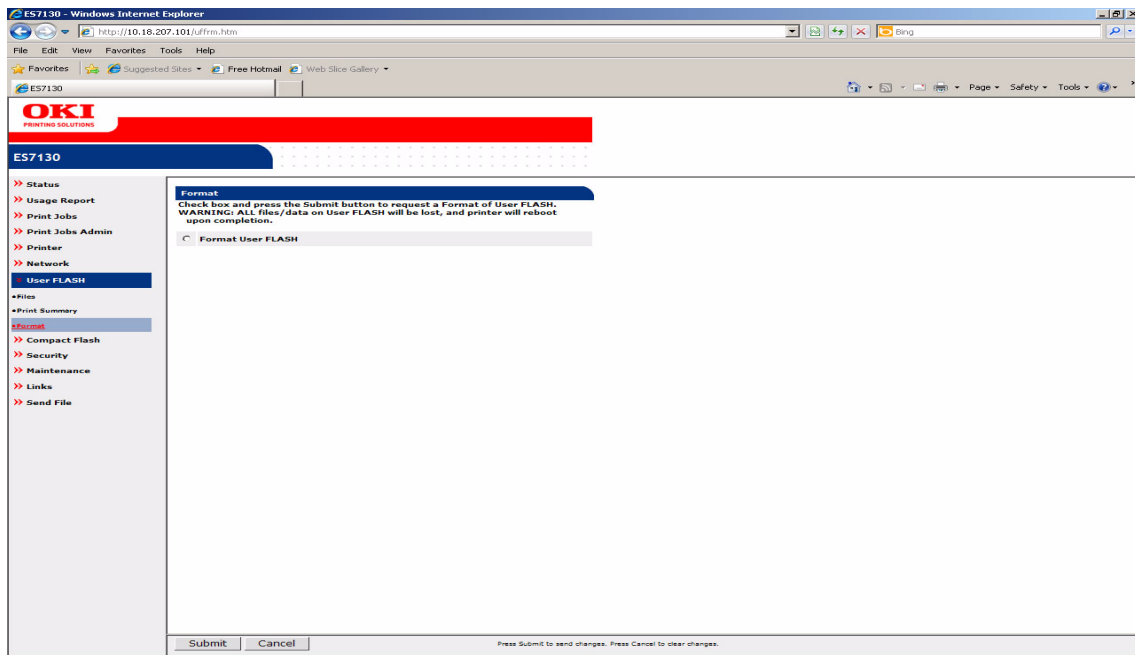 ES7130 - Windows Internet Explorer
http://10.18.207.101/uffrm.htm
Bing
File Edit View Favorites Tools Help
Favorites Suggested Sites Free Hotmail Web Slice Gallery
ES7130
Page Safety Tools
OKI
PRINTING SOLUTIONS
ES7130
Status
Usage Report
Print Jobs
Print Jobs Admin
Printer
Network
User FLASH
Files
Print Summary
Format
Compact Flash
Security
Maintenance
Links
Send File
Format
Check box and press the Submit button to request a Format of User FLASH.
WARNING: ALL files/data on User FLASH will be lost, and printer will reboot
upon completion.
Format User FLASH
Submit Cancel
Press Submit to send changes. Press Cancel to clear changes.